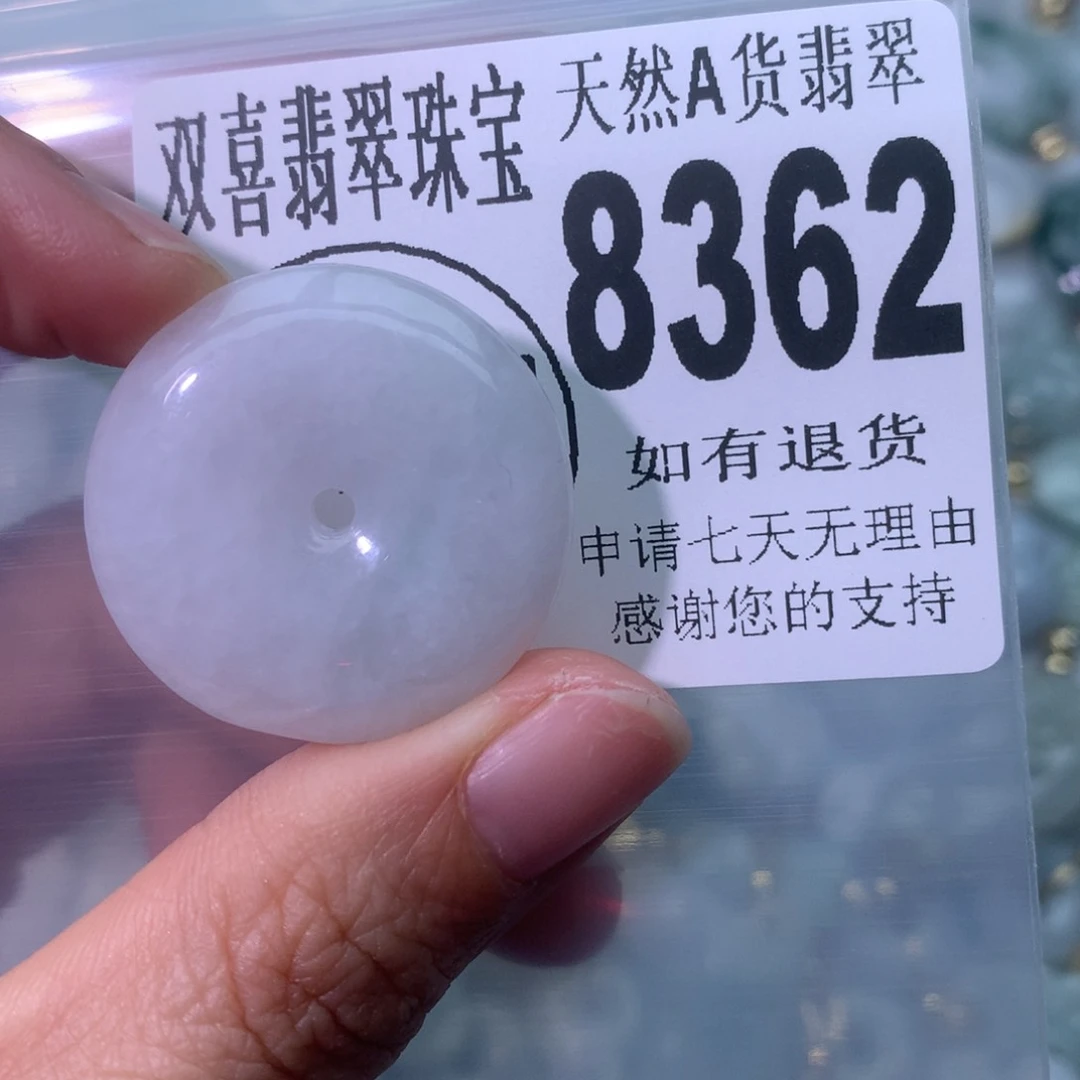 双喜翡翠珠宝
天然A货翡翠
8362
如有退货
申请七天无理由
感谢您的支持